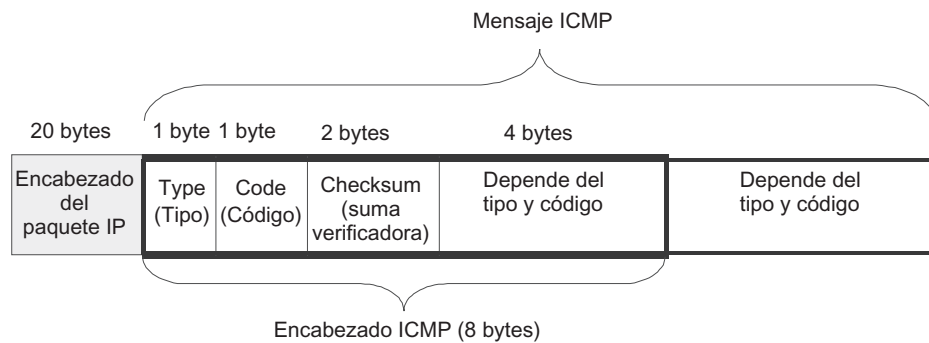 Mensaje ICMP
20 bytes
1 byte
1 byte
2 bytes
4 bytes
Encabezado
del
paquete IP
Type
(Tipo)
Code
(Código)
Checksum
(suma
verificadora)
Depende del
tipo y código
Depende del
tipo y código
Encabezado ICMP (8 bytes)